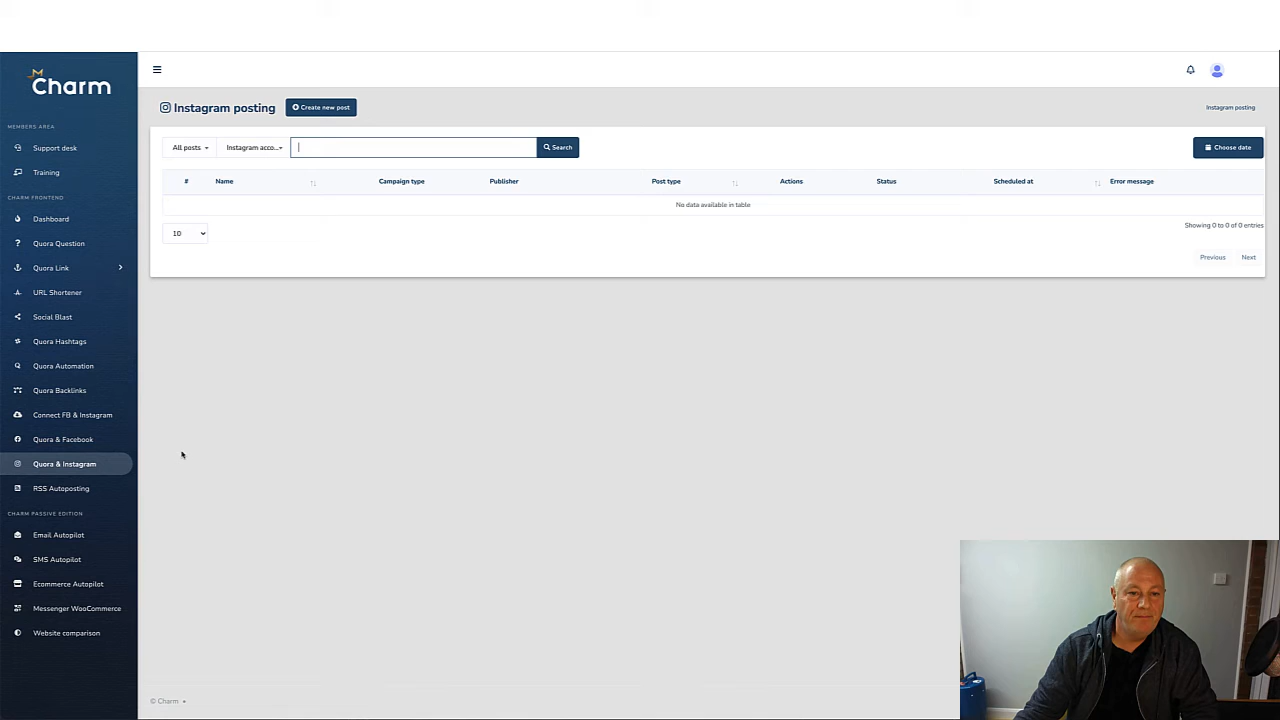 Charm
MEMBERS AREA
Support desk
Training
CHARM FRONTEND
Dashboard
Quora Question
Quora Link
URL Shortener
Social Blast
Quora Hashtags
Quora Automation
Quora Backlinks
Connect FB & Instagram
Quora & Facebook
Quora & Instagram
RSS Autoposting
CHARM PASSIVE EDITION
Email Autopilot
SMS Autopilot
Ecommerce Autopilot
Messenger WooCommerce
Website comparison
Instagram posting
Create new post
Instagram posting
All posts
Instagram acco...
Search
Choose date
# Name Campaign type Publisher Post type Actions Status Scheduled at Error message
No data available in table
Showing 0 to 0 of 0 entries
10
Previous Next
© Charm